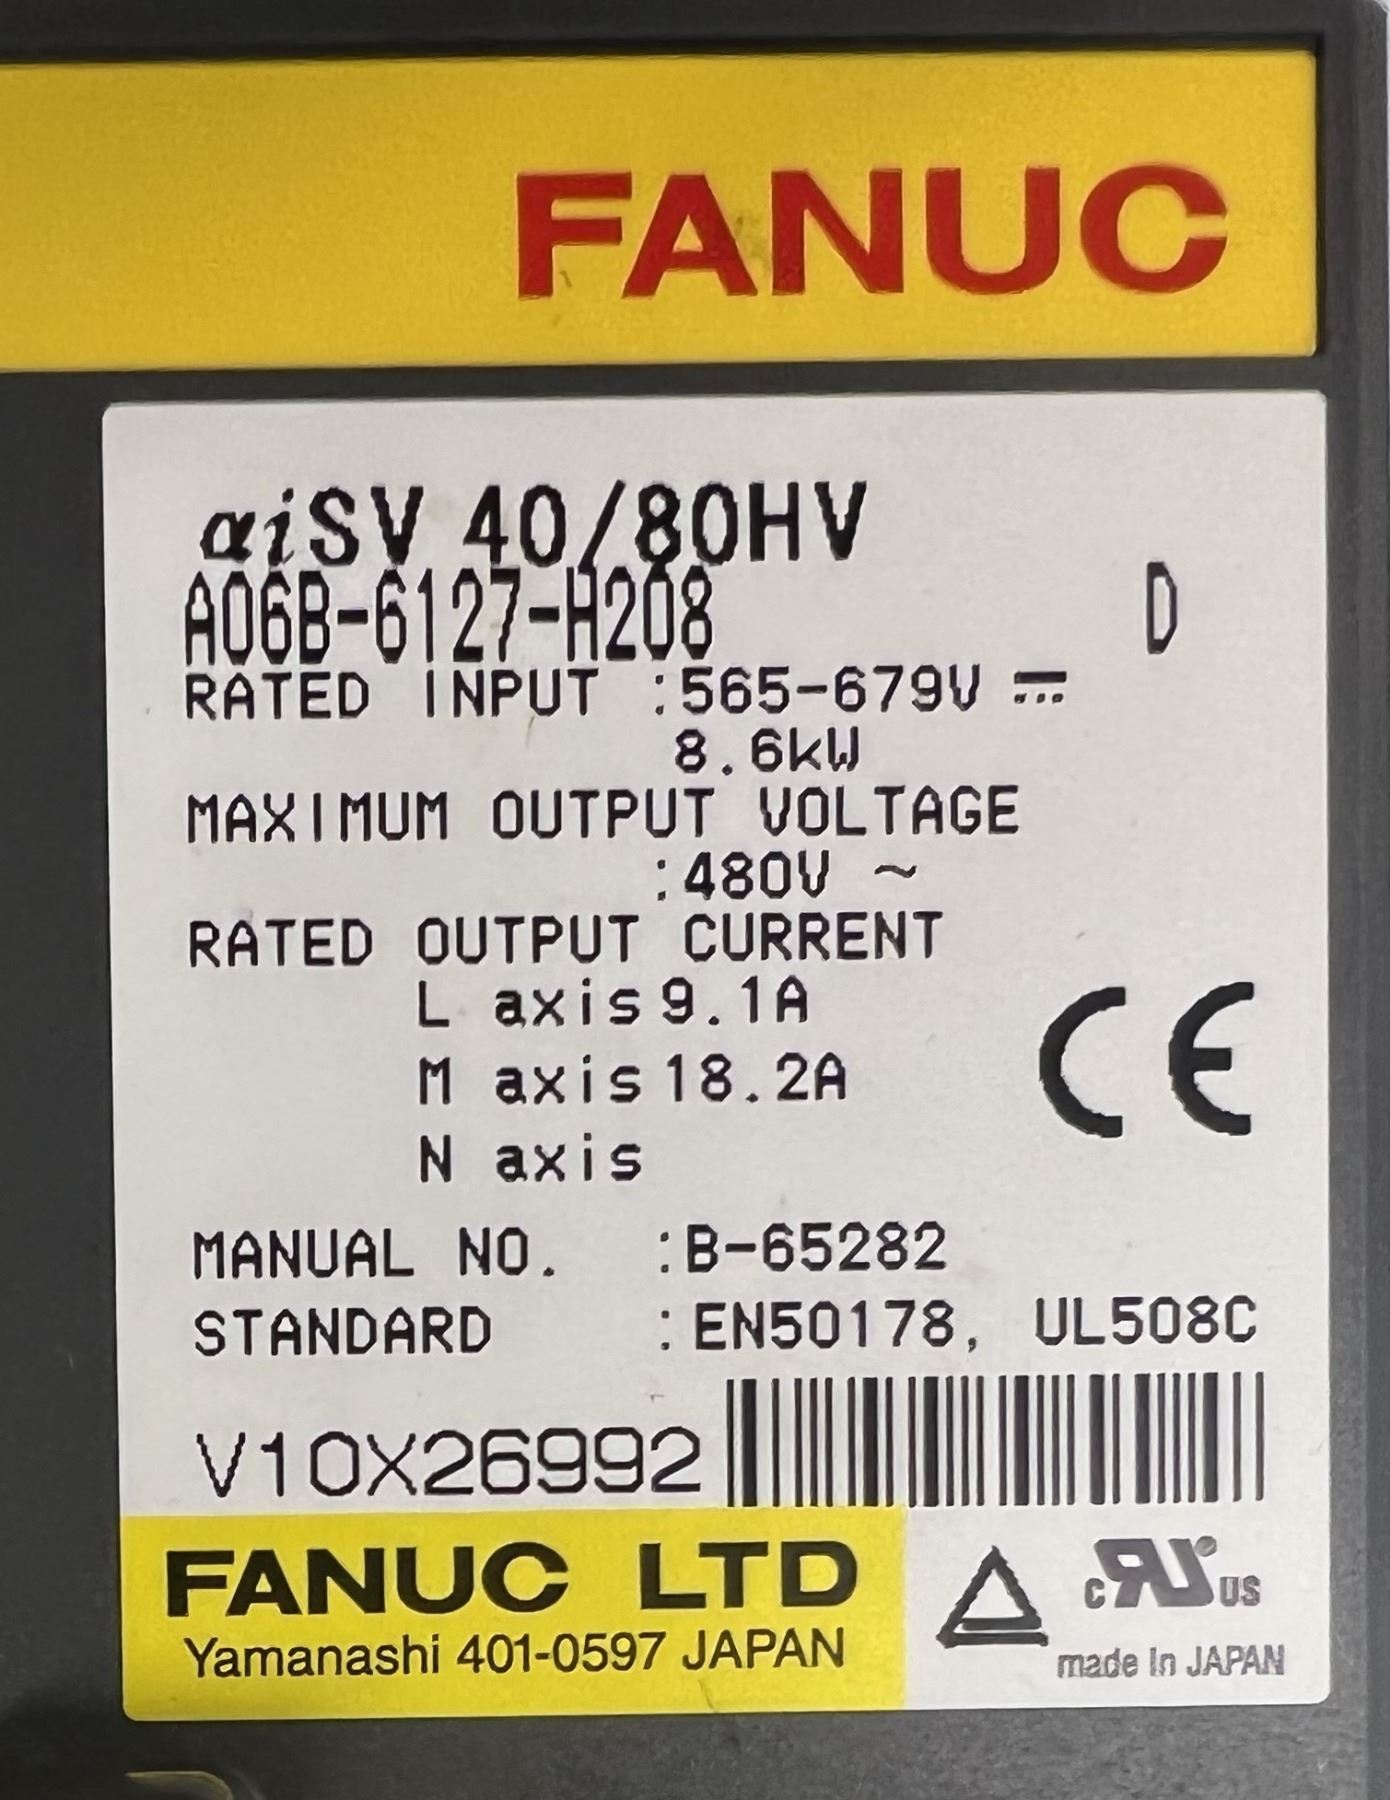 FANUC
αiSV 40/80HV
A06B-6127-H208 D
RATED INPUT :565-679V ⎓
8.6kW
MAXIMUM OUTPUT VOLTAGE
:480V ~
RATED OUTPUT CURRENT
L axis 9.1A
M axis 18.2A
N axis
CE
MANUAL NO. :B-65282
STANDARD :EN50178, UL508C
V10X26992
FANUC LTD
Yamanashi 401-0597 JAPAN
c RU US
made in JAPAN